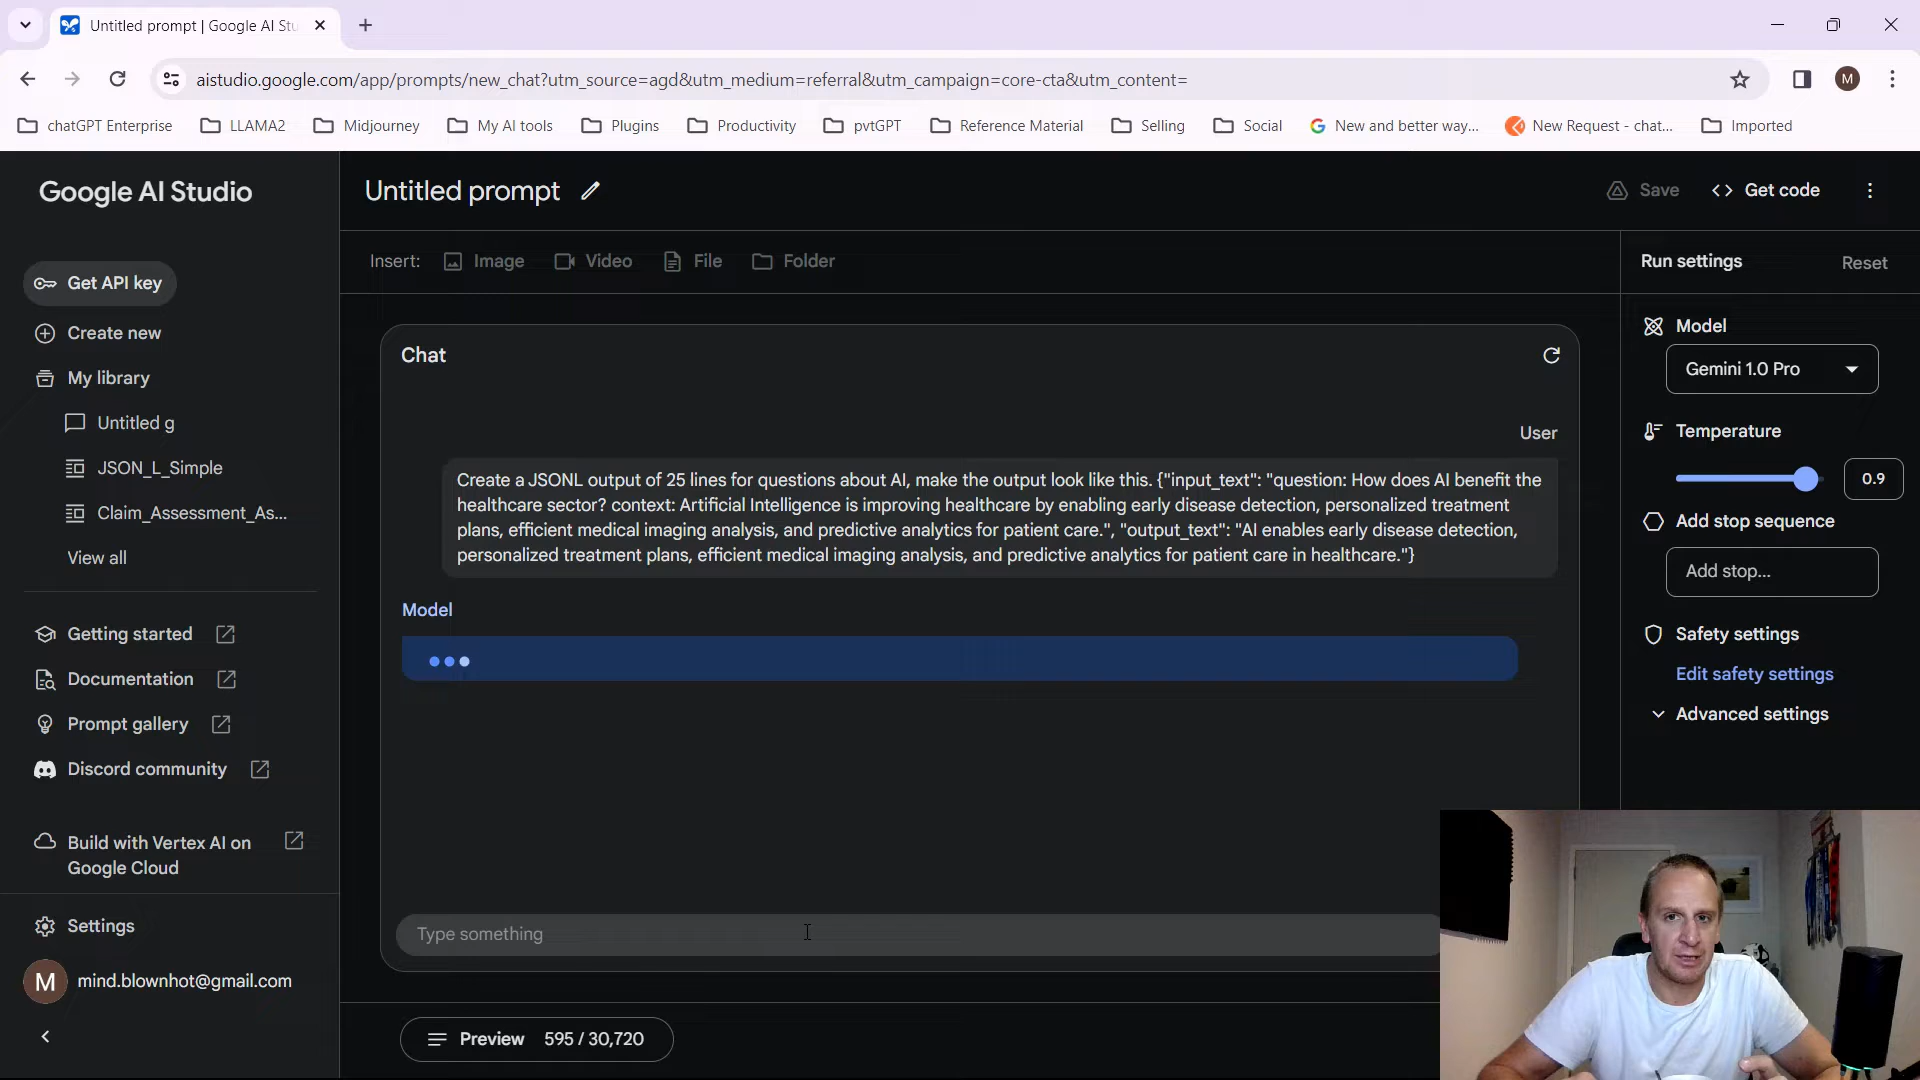 Untitled prompt | Google AI Stu
aistudio.google.com/app/prompts/new_chat?utm_source=agd&utm_medium=referral&utm_campaign=core-cta&utm_content=
M
chatGPT Enterprise
LLAMA2
Midjourney
My AI tools
Plugins
Productivity
pvtGPT
Reference Material
Selling
Social
New and better way...
New Request - chat...
Imported
Google AI Studio
Untitled prompt
Save
Get code
Get API key
Create new
My library
Untitled g
JSON_L_Simple
Claim_Assessment_As...
View all
Getting started
Documentation
Prompt gallery
Discord community
Build with Vertex AI on
Google Cloud
Settings
M
mind.blownhot@gmail.com
Insert:
Image
Video
File
Folder
Chat
User
Create a JSONL output of 25 lines for questions about AI, make the output look like this. {"input_text": "question: How does AI benefit the
healthcare sector? context: Artificial Intelligence is improving healthcare by enabling early disease detection, personalized treatment
plans, efficient medical imaging analysis, and predictive analytics for patient care.", "output_text": "AI enables early disease detection,
personalized treatment plans, efficient medical imaging analysis, and predictive analytics for patient care in healthcare."}
Model
Type something
Preview 595 / 30,720
Run settings
Reset
Model
Gemini 1.0 Pro
Temperature
0.9
Add stop sequence
Add stop...
Safety settings
Edit safety settings
Advanced settings